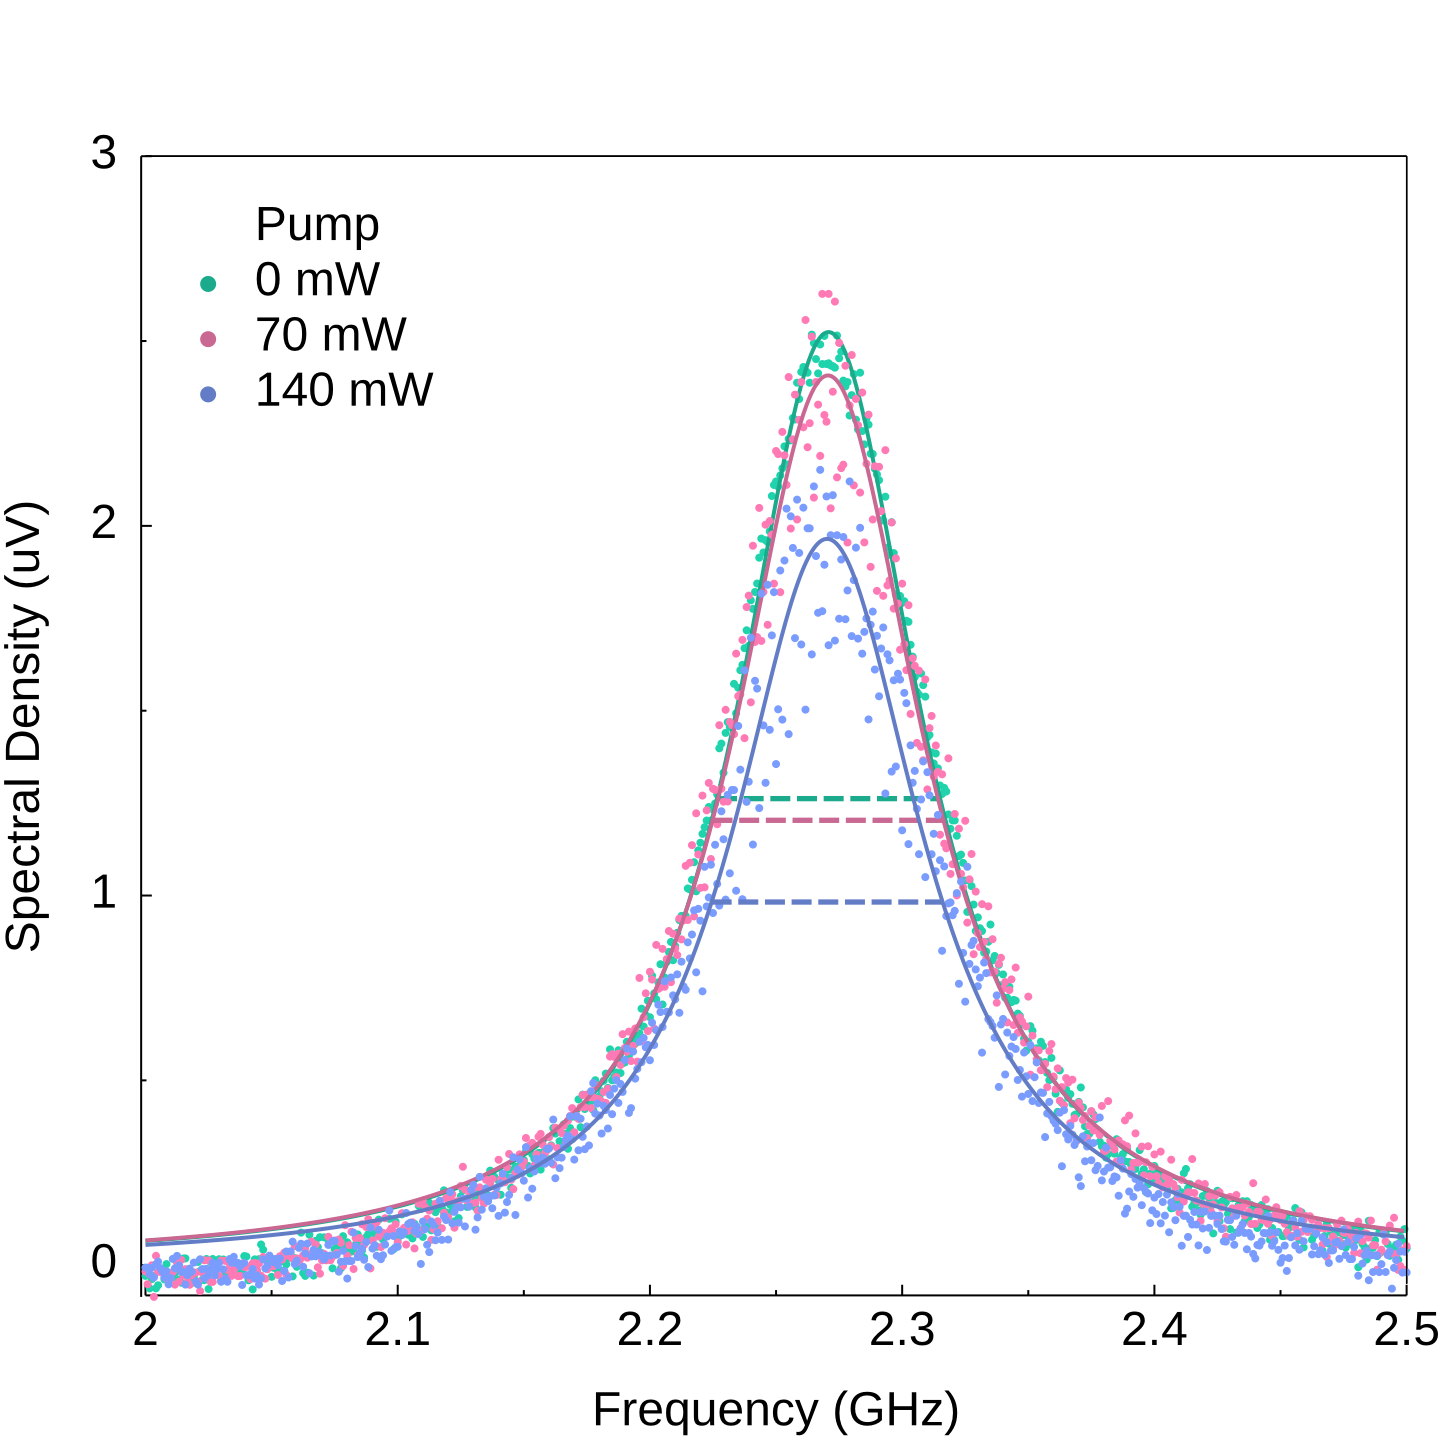 3
Pump
0 mW
70 mW
140 mW
2
1
0
Spectral Density (uV)
2 2.1 2.2 2.3 2.4 2.5
Frequency (GHz)